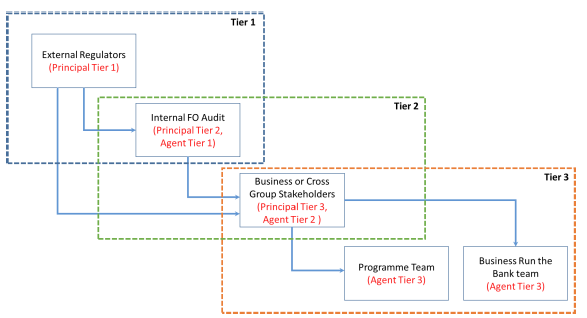 Tier 1
External Regulators
(Principal Tier 1)
Tier 2
Internal FO Audit
(Principal Tier 2,
Agent Tier 1)
Tier 3
Business or Cross
Group Stakeholders
(Principal Tier 3,
Agent Tier 2 )
Programme Team
(Agent Tier 3)
Business Run the
Bank team
(Agent Tier 3)